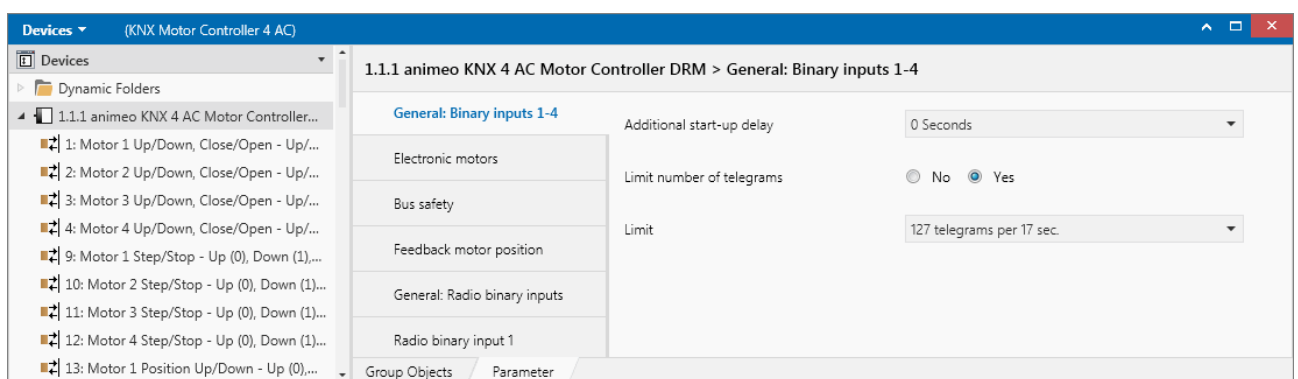 Devices (KNX Motor Controller 4 AC)
Devices
Dynamic Folders
1.1.1 animeo KNX 4 AC Motor Controller...
1: Motor 1 Up/Down, Close/Open - Up/...
2: Motor 2 Up/Down, Close/Open - Up/...
3: Motor 3 Up/Down, Close/Open - Up/...
4: Motor 4 Up/Down, Close/Open - Up/...
9: Motor 1 Step/Stop - Up (0), Down (1),...
10: Motor 2 Step/Stop - Up (0), Down (1)...
11: Motor 3 Step/Stop - Up (0), Down (1)...
12: Motor 4 Step/Stop - Up (0), Down (1)...
13: Motor 1 Position Up/Down - Up (0),...
1.1.1 animeo KNX 4 AC Motor Controller DRM > General: Binary inputs 1-4
General: Binary inputs 1-4
Electronic motors
Bus safety
Feedback motor position
General: Radio binary inputs
Radio binary input 1
Additional start-up delay 0 Seconds
Limit number of telegrams No Yes
Limit 127 telegrams per 17 sec.
Group Objects Parameter